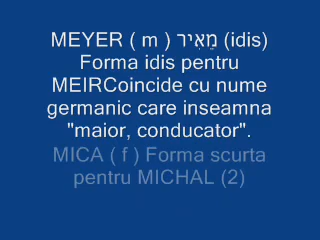 MEYER ( m ) מֵאִיר (idis)
Forma idis pentru
MEIRCoincide cu nume
germanic care inseamna
"maior, conducator".
MICA ( f ) Forma scurta
pentru MICHAL (2)